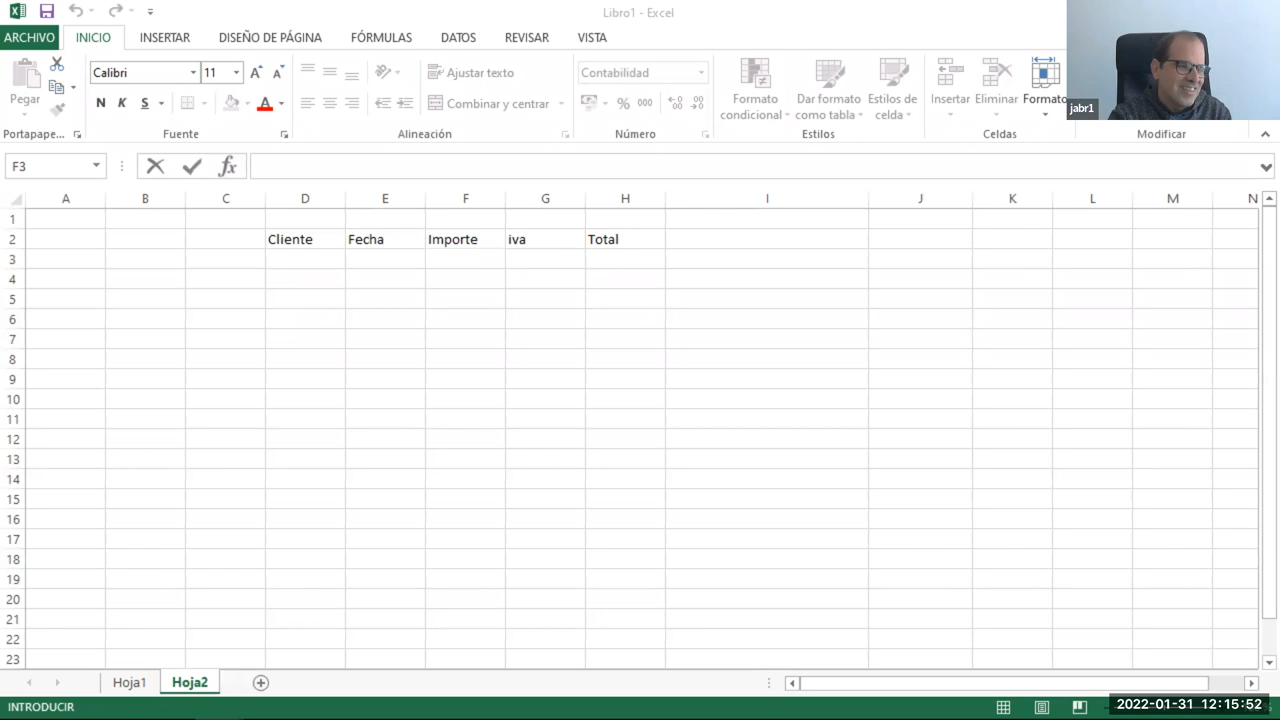 Libro1 - Excel
ARCHIVO INICIO INSERTAR DISEÑO DE PÁGINA FÓRMULAS DATOS REVISAR VISTA
Pegar
Calibri 11
N K S A
Ajustar texto
Combinar y centrar
Contabilidad
% 000
Formato condicional
Dar formato como tabla
Estilos de celda
Insertar Eliminar Formato
jabr1
Portapape... Fuente Alineación Número Estilos Celdas Modificar
F3 fx
A B C D E F G H I J K L M N
1
2 Cliente Fecha Importe iva Total
3
4
5
6
7
8
9
10
11
12
13
14
15
16
17
18
19
20
21
22
23
Hoja1 Hoja2
INTRODUCIR
2022-01-31 12:15:52